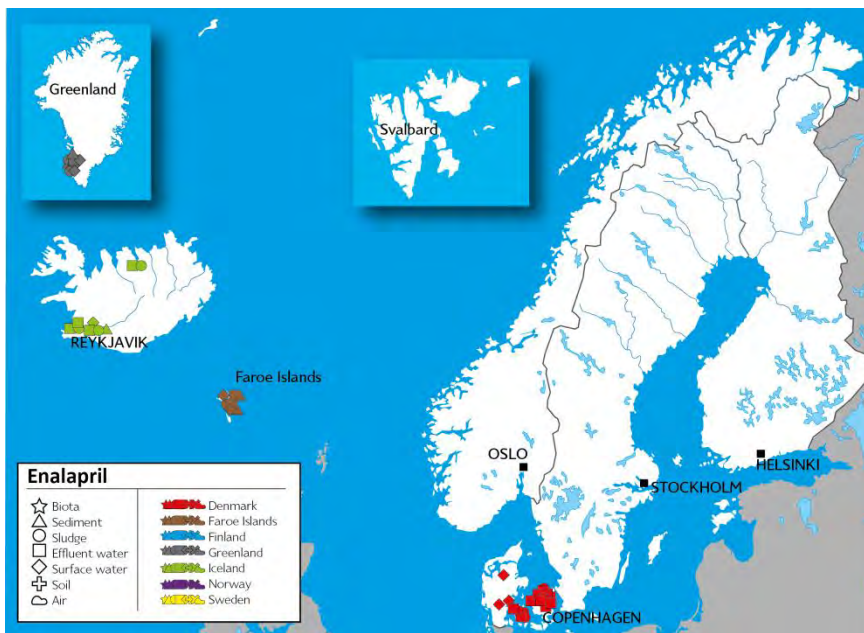 Greenland
Svalbard
REYKJAVIK
Faroe Islands
OSLO
HELSINKI
STOCKHOLM
COPENHAGEN
Enalapril
Biota
Sediment
Sludge
Effluent water
Surface water
Soil
Air
Denmark
Faroe Islands
Finland
Greenland
Iceland
Norway
Sweden